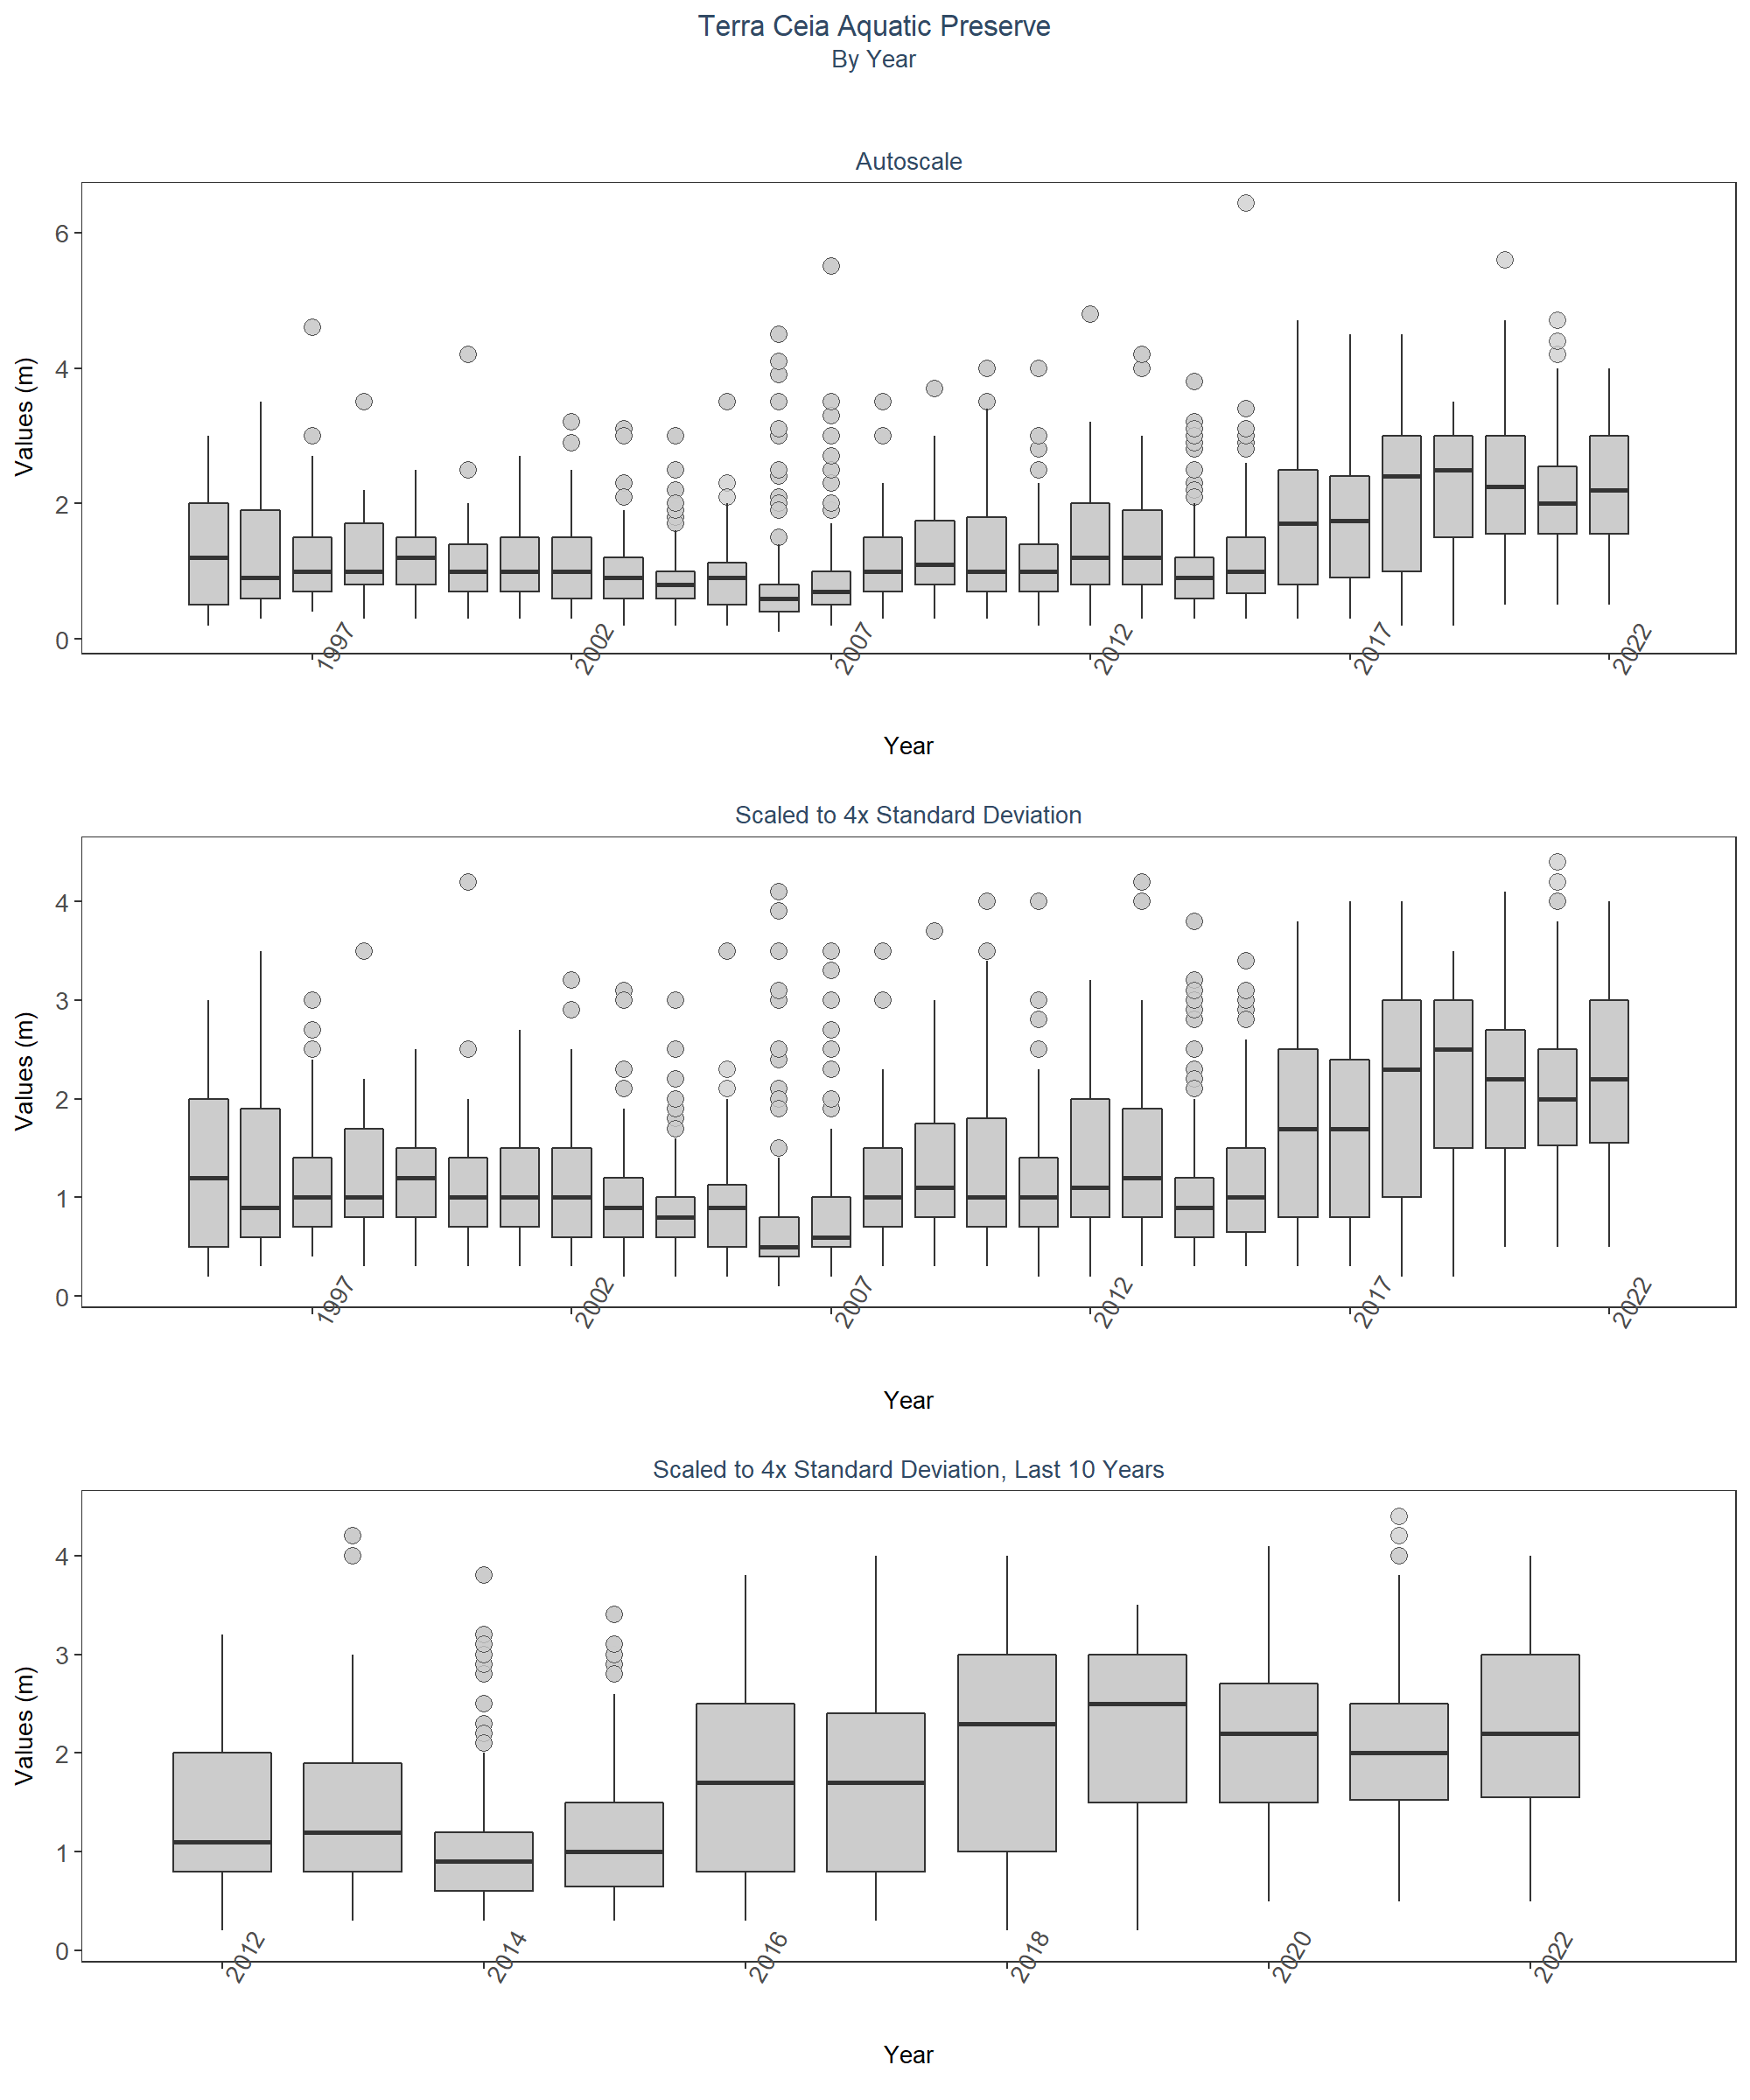 Terra Ceia Aquatic Preserve
By Year
Autoscale
Values (m)
6
4
2
0
1997 2002 2007 2012 2017 2022
Year
Scaled to 4x Standard Deviation
Values (m)
4
3
2
1
0
1997 2002 2007 2012 2017 2022
Year
Scaled to 4x Standard Deviation, Last 10 Years
Values (m)
4
3
2
1
0
2012 2014 2016 2018 2020 2022
Year